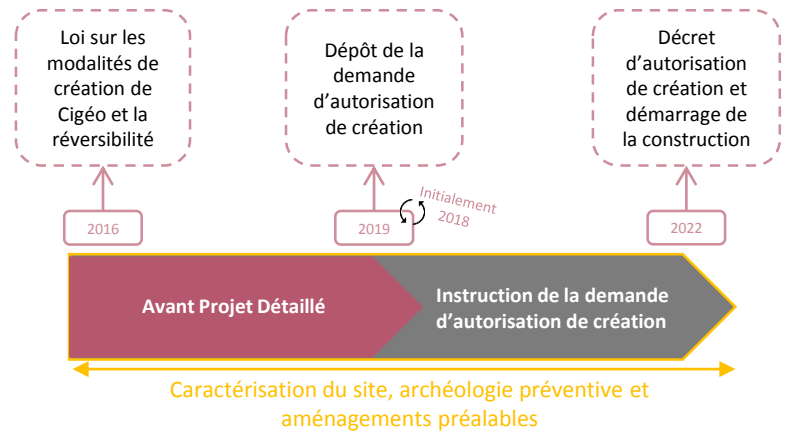 Loi sur les
modalités de
création de
Cigéo et la
réversibilité
Dépôt de la
demande
d'autorisation
de création
Décret
d'autorisation
de création et
démarrage de
la construction
2016
2019
Initialement
2018
2022
Avant Projet Détaillé
Instruction de la demande
d'autorisation de création
Caractérisation du site, archéologie préventive et
aménagements préalables